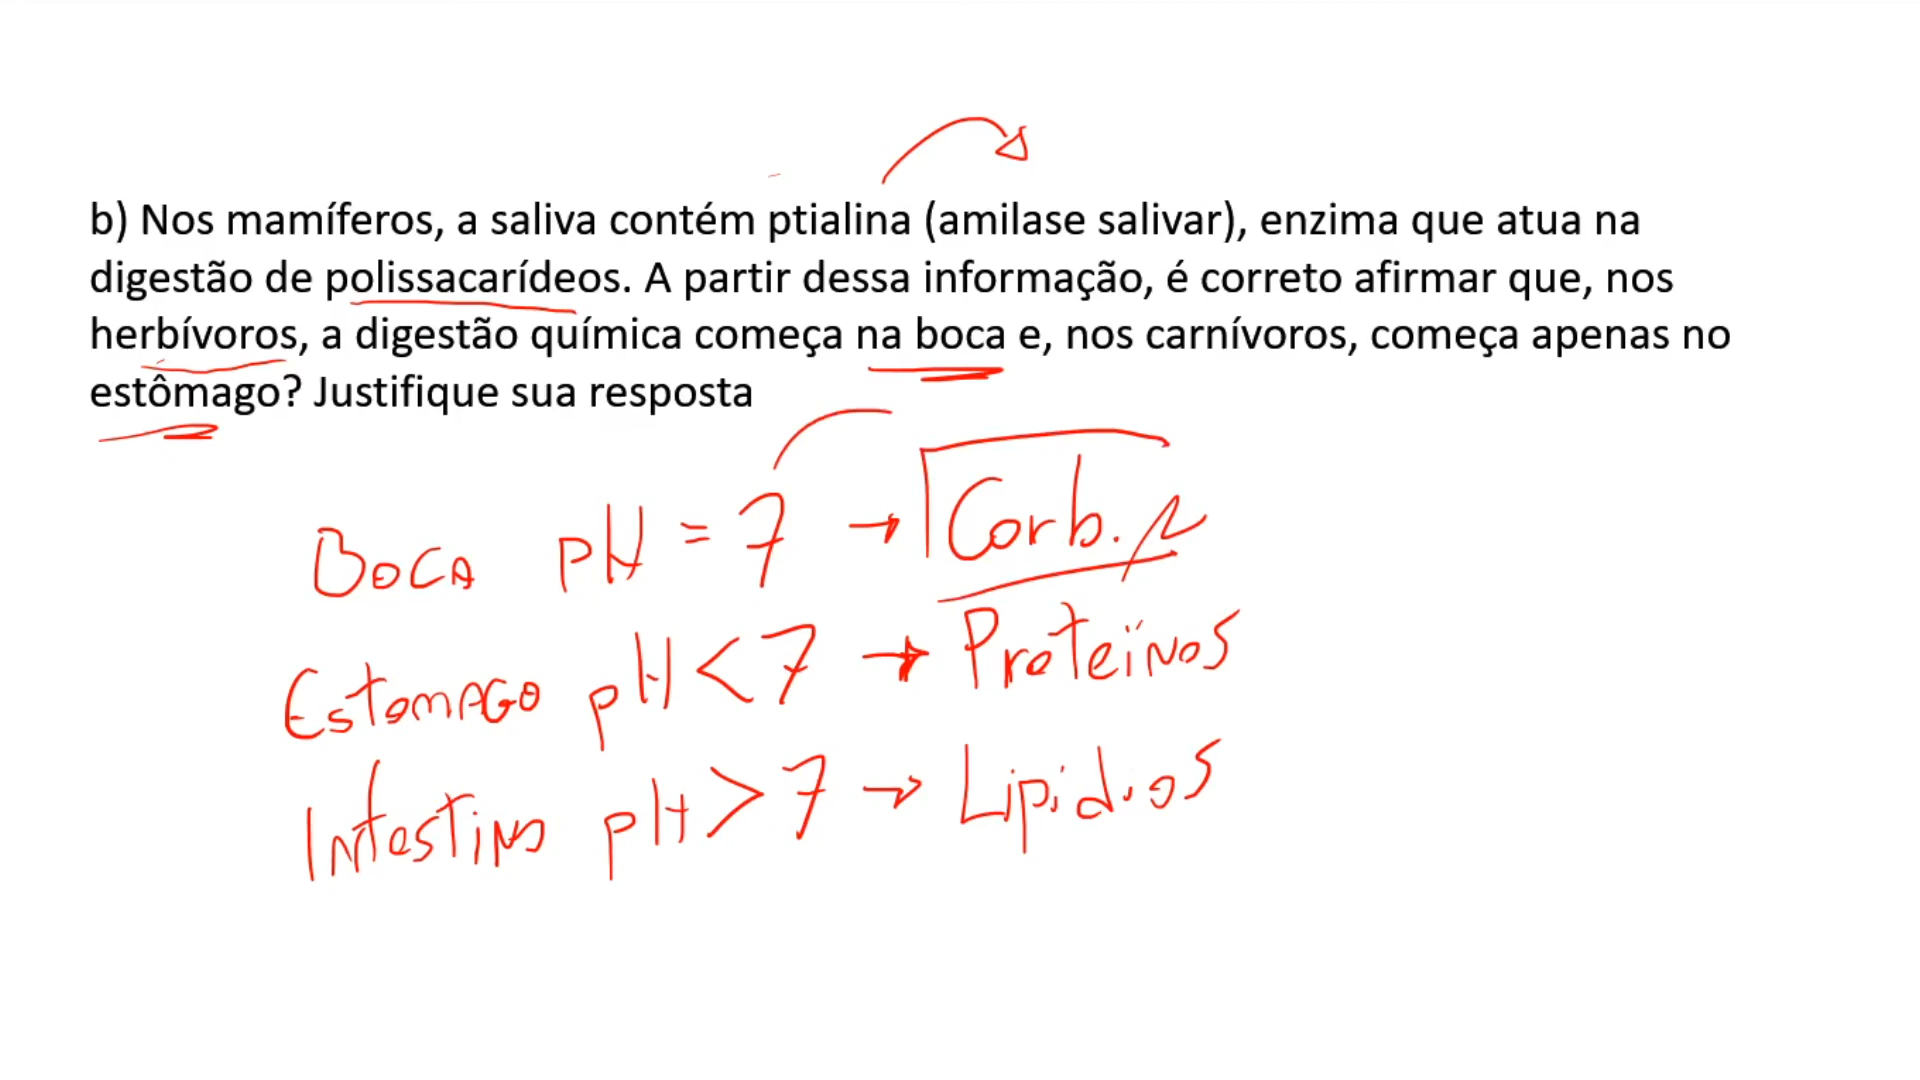 b) Nos mamíferos, a saliva contém ptialina (amilase salivar), enzima que atua na
digestão de polissacarídeos. A partir dessa informação, é correto afirmar que, nos
herbívoros, a digestão química começa na boca e, nos carnívoros, começa apenas no
estômago? Justifique sua resposta
Boca pH = 7 → Carb.
Estomago pH < 7 → Proteínas
Intestino pH > 7 → Lipídios